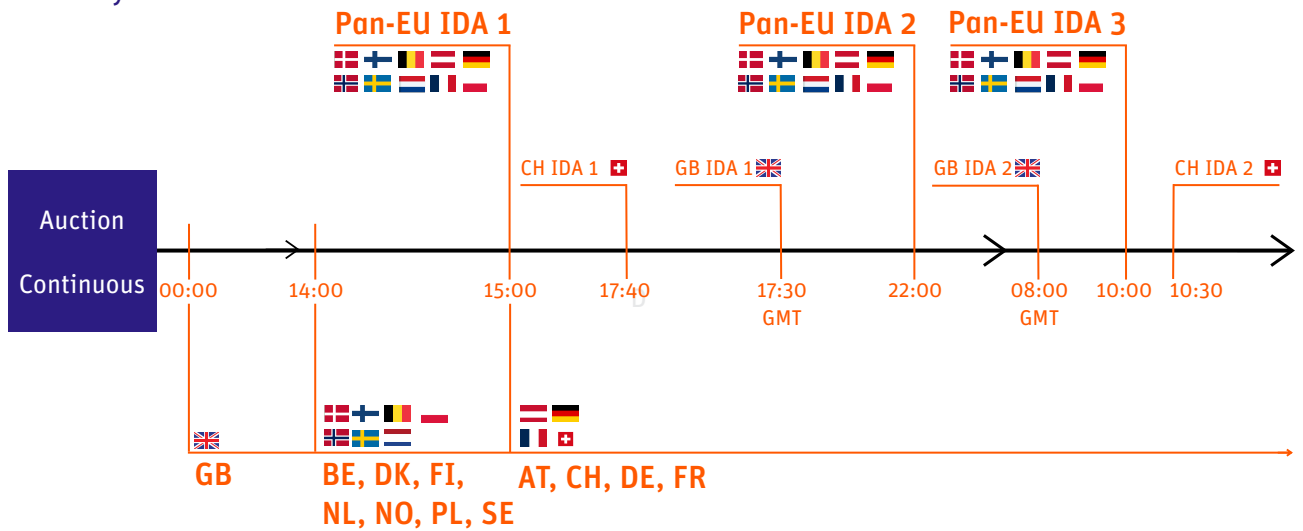 Pan-EU IDA 1
Pan-EU IDA 2
Pan-EU IDA 3
CH IDA 1
GB IDA 1
GB IDA 2
CH IDA 2
Auction
Continuous
00:00
14:00
15:00
17:40
17:30
GMT
22:00
08:00
GMT
10:00
10:30
GB
BE, DK, FI,
NL, NO, PL, SE
AT, CH, DE, FR